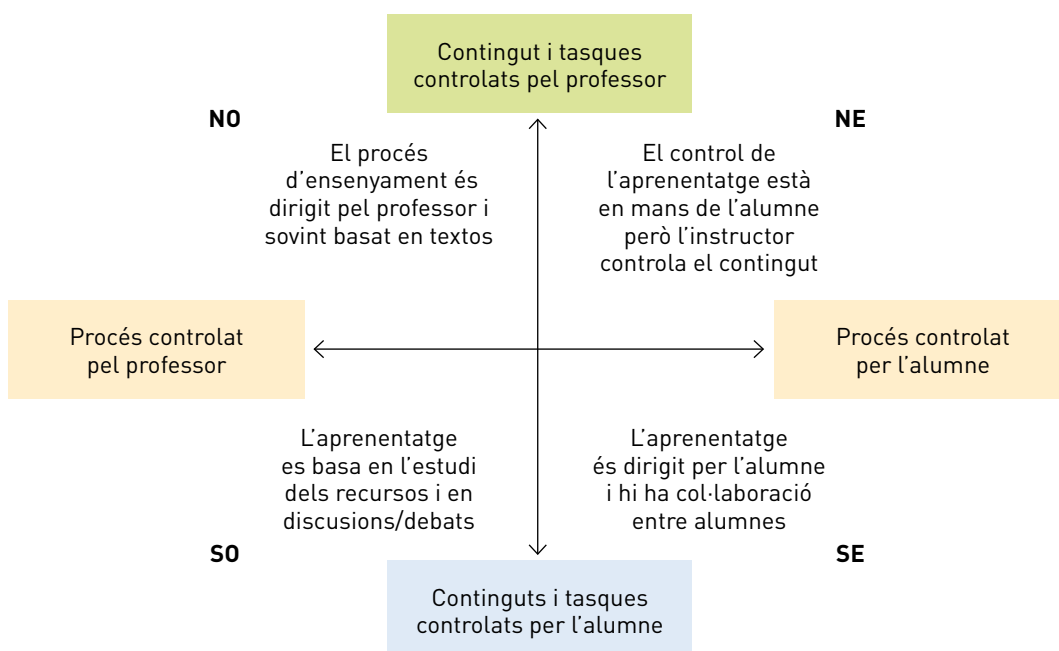 Contingut i tasques
controlats pel professor
NO
NE
El procés
d’ensenyament és
dirigit pel professor i
sovint basat en textos
El control de
l’aprenentatge està
en mans de l’alumne
però l’instructor
controla el contingut
Procés controlat
pel professor
Procés controlat
per l’alumne
L’aprenentatge
es basa en l’estudi
dels recursos i en
discusions/debats
L’aprenentatge
és dirigit per l’alumne
i hi ha col·laboració
entre alumnes
SO
SE
Continguts i tasques
controlats per l’alumne